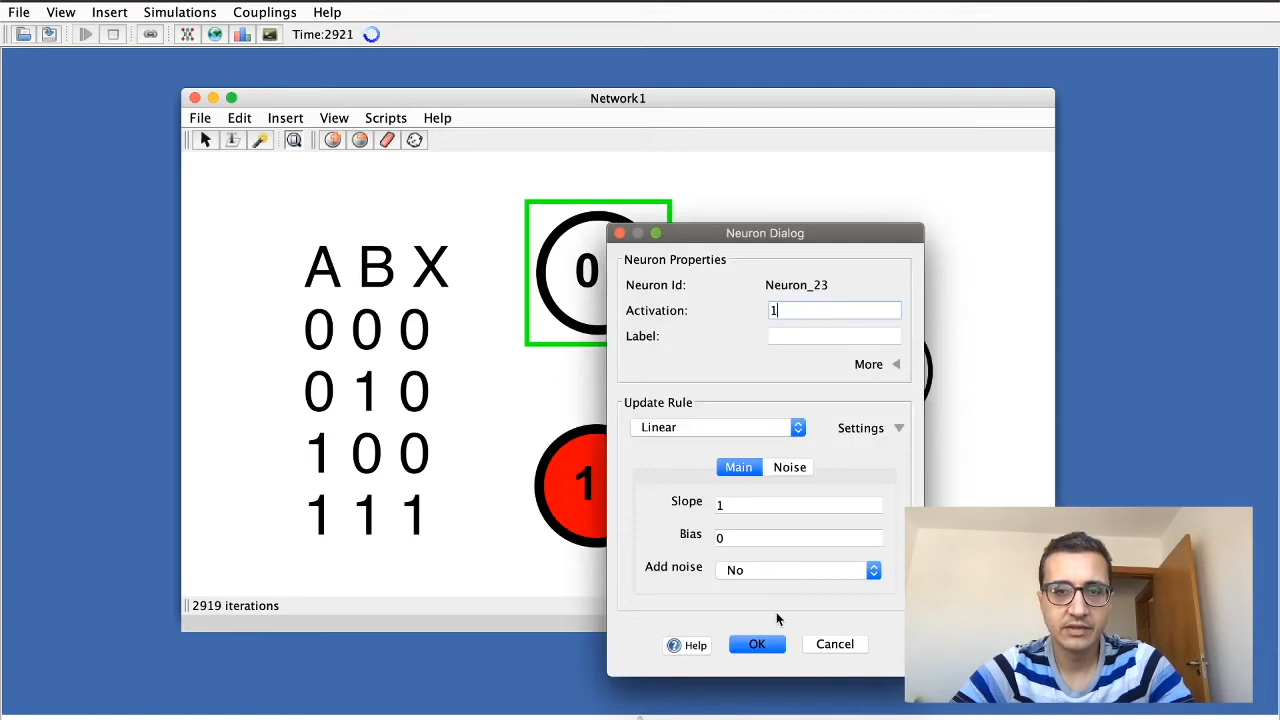 File View Insert Simulations Couplings Help
Time:2921
Network1
File Edit Insert View Scripts Help
A B X
0 0 0
0 1 0
1 0 0
1 1 1
0
1
Neuron Dialog
Neuron Properties
Neuron Id: Neuron_23
Activation: 1
Label:
More
Update Rule
Linear Settings
Main Noise
Slope 1
Bias 0
Add noise No
Help OK Cancel
2919 iterations